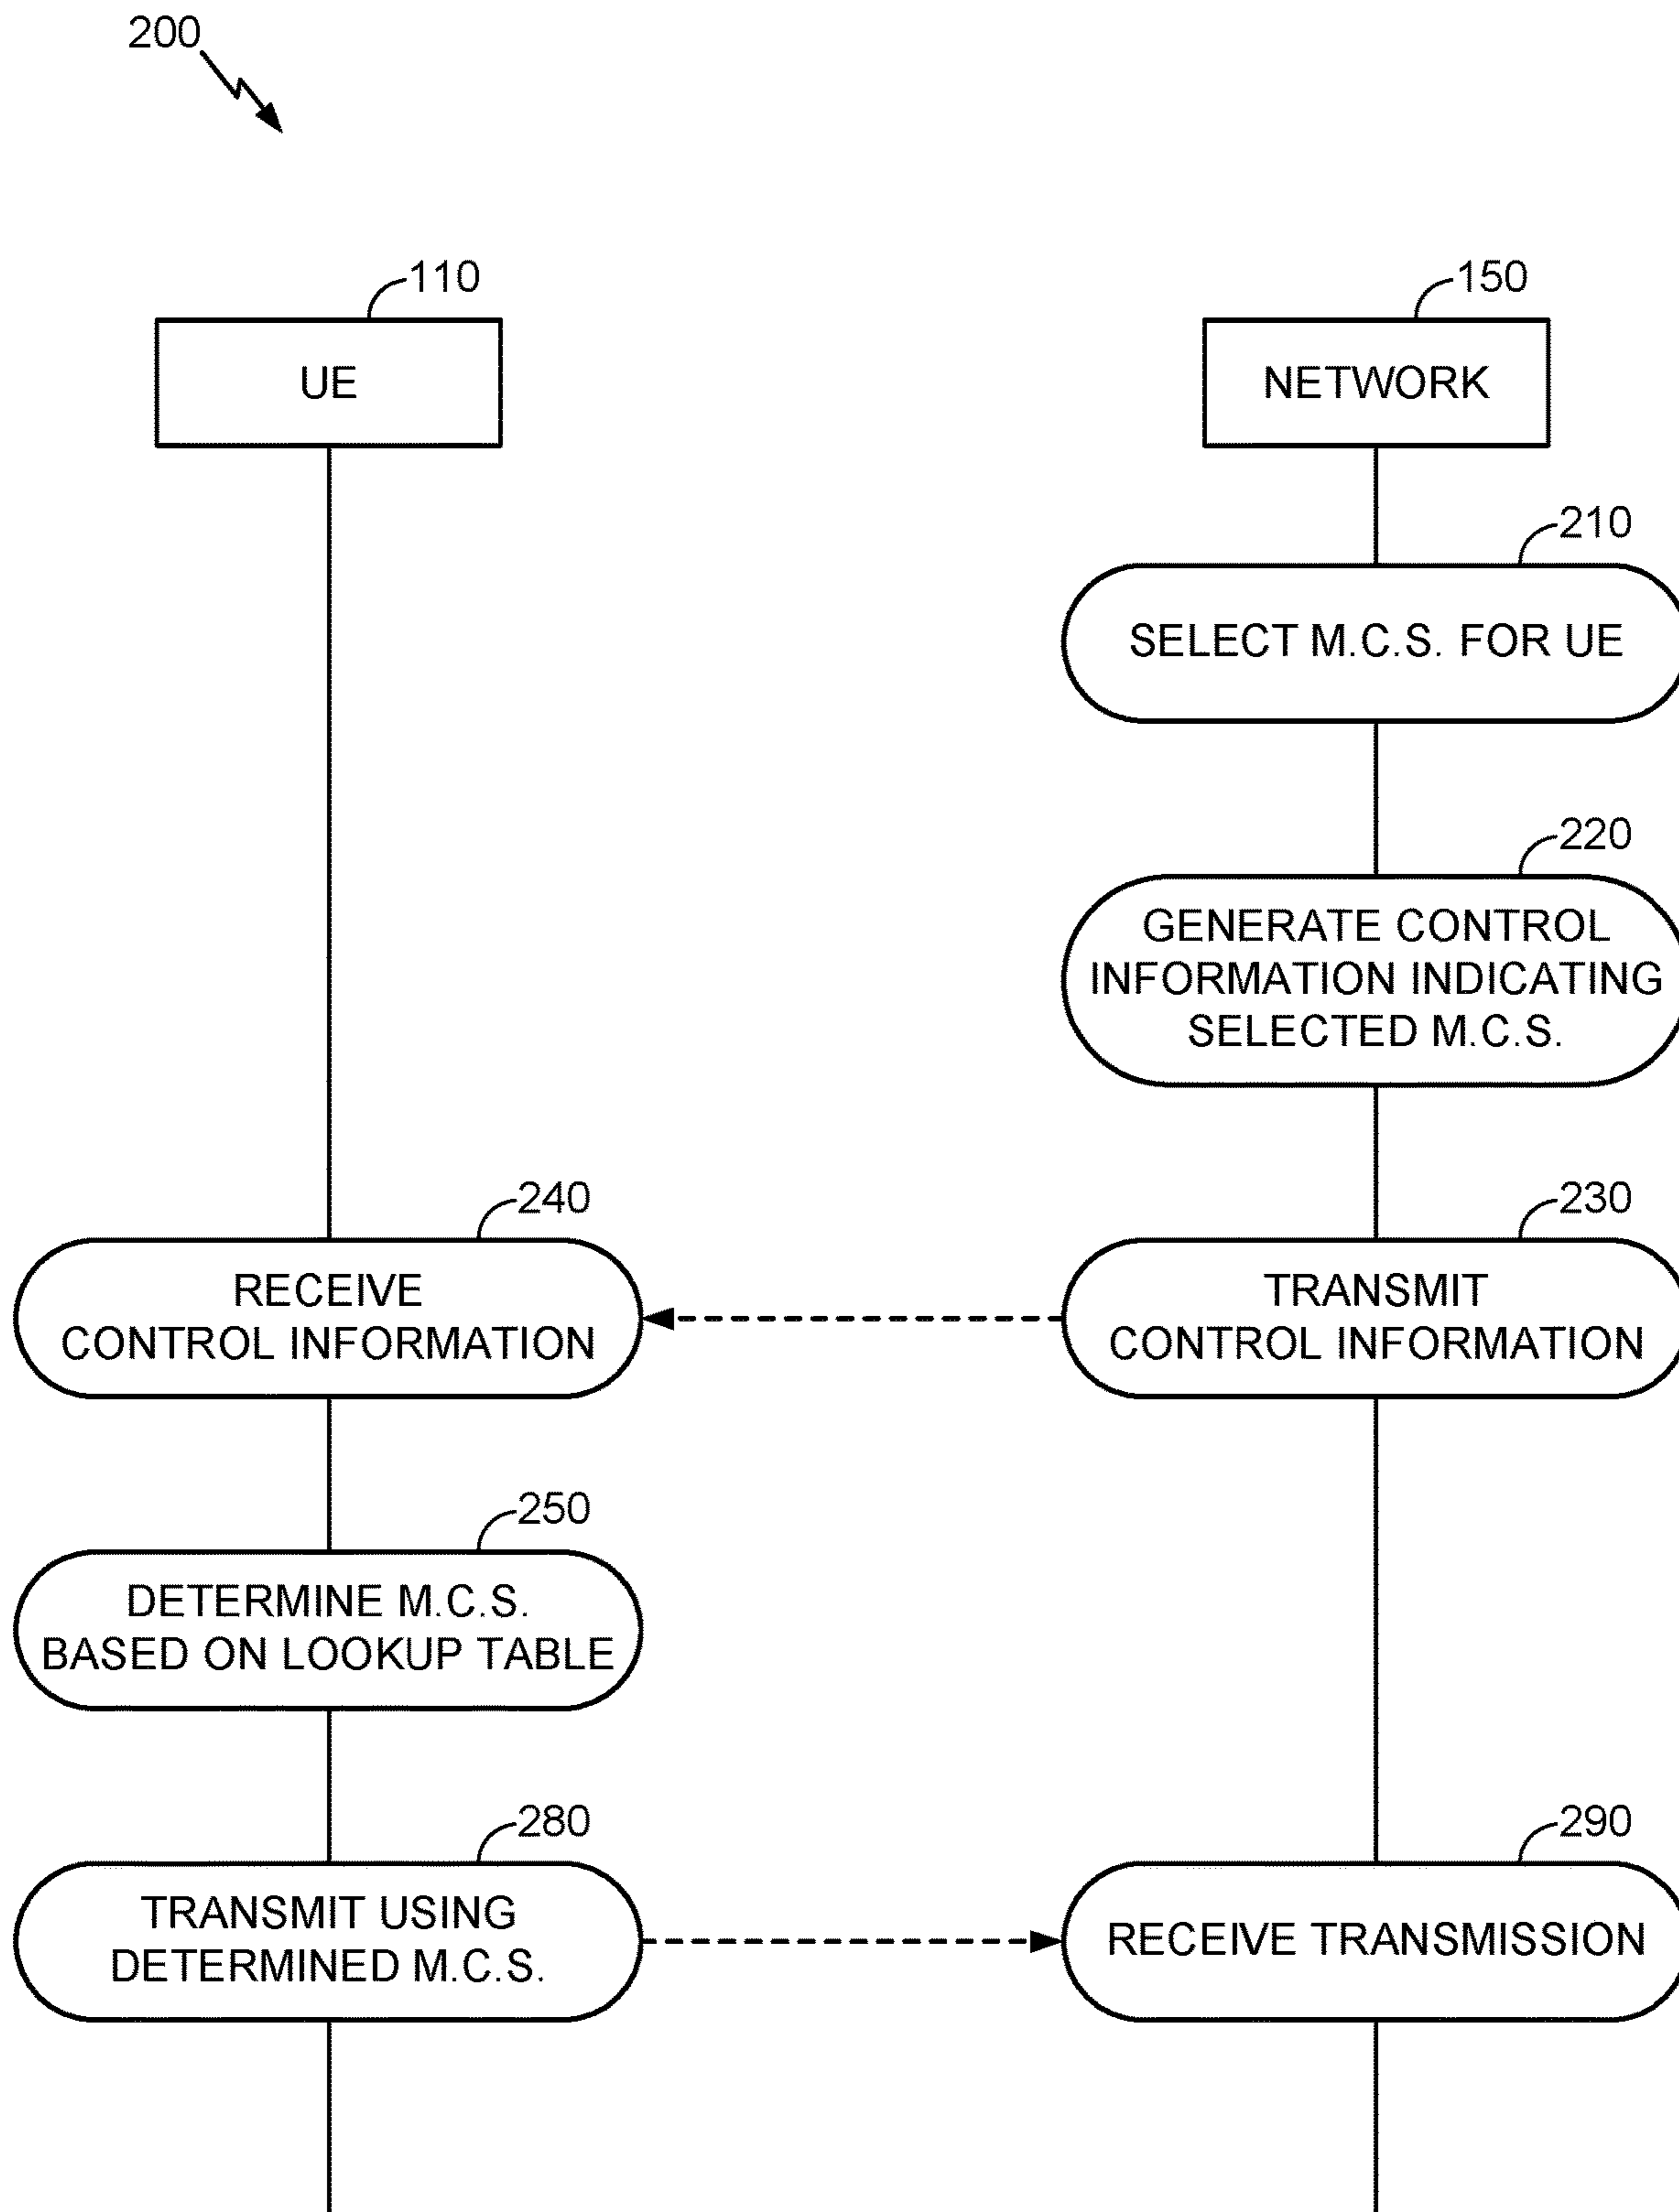 200
110
150
UE
NETWORK
210
SELECT M.C.S. FOR UE
220
GENERATE CONTROL
INFORMATION INDICATING
SELECTED M.C.S.
240
230
RECEIVE
CONTROL INFORMATION
TRANSMIT
CONTROL INFORMATION
250
DETERMINE M.C.S.
BASED ON LOOKUP TABLE
280
290
TRANSMIT USING
DETERMINED M.C.S.
RECEIVE TRANSMISSION